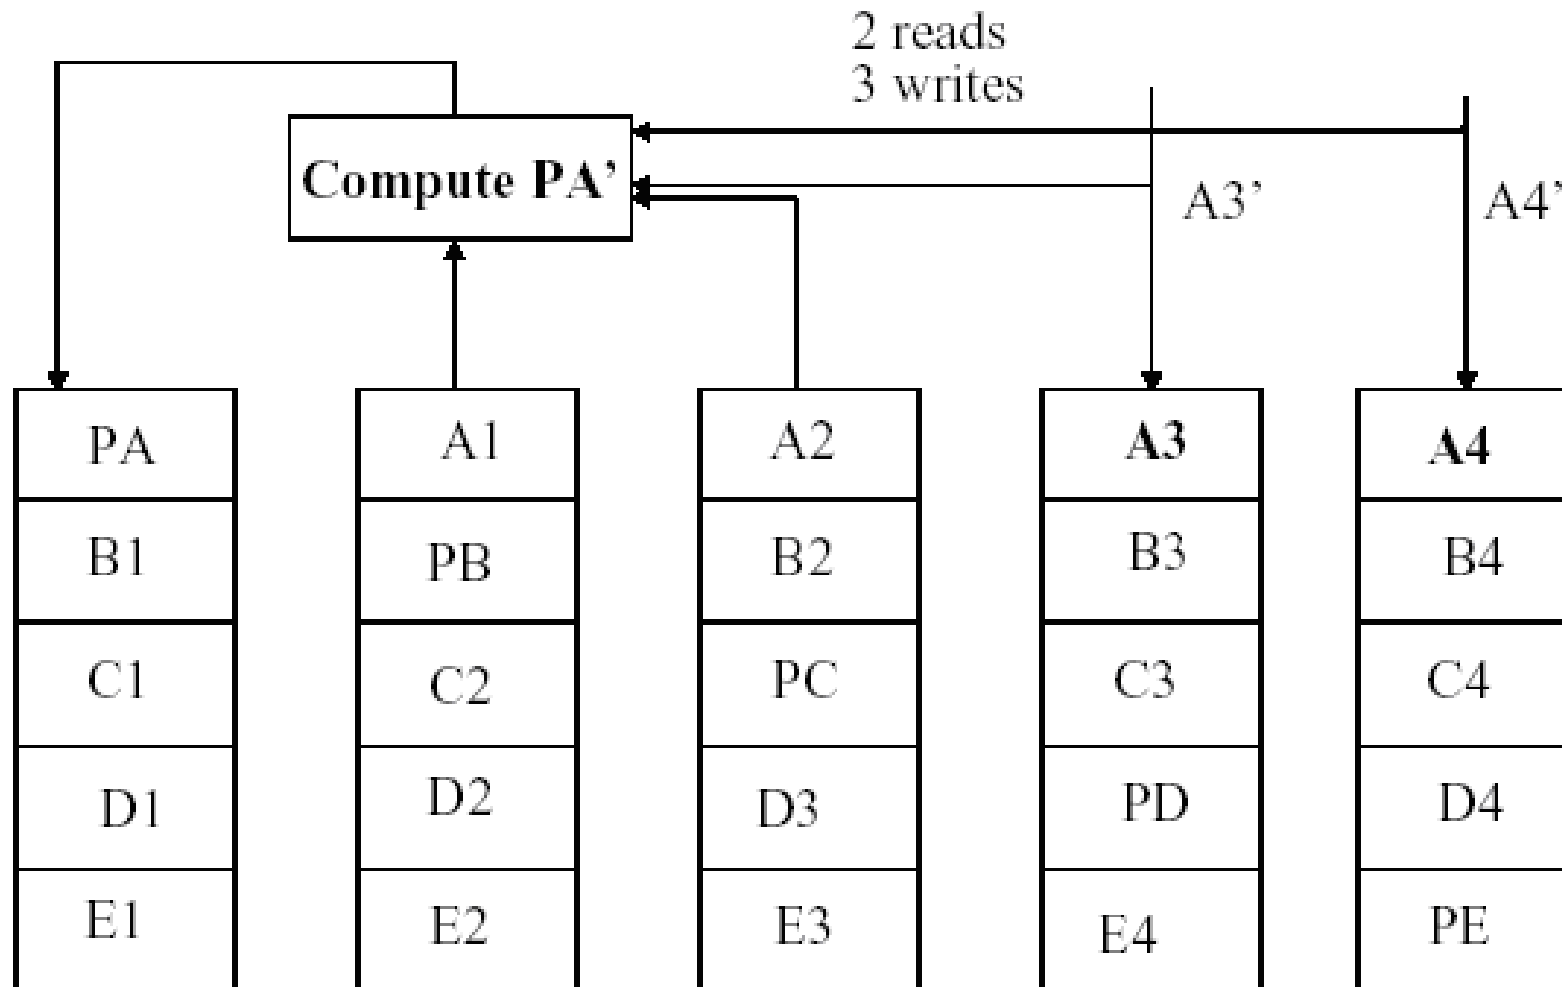 2 reads
3 writes
Compute PA’
A3’
A4’
PA
A1
A2
A3
A4
B1
PB
B2
B3
B4
C1
C2
PC
C3
C4
D1
D2
D3
PD
D4
E1
E2
E3
E4
PE